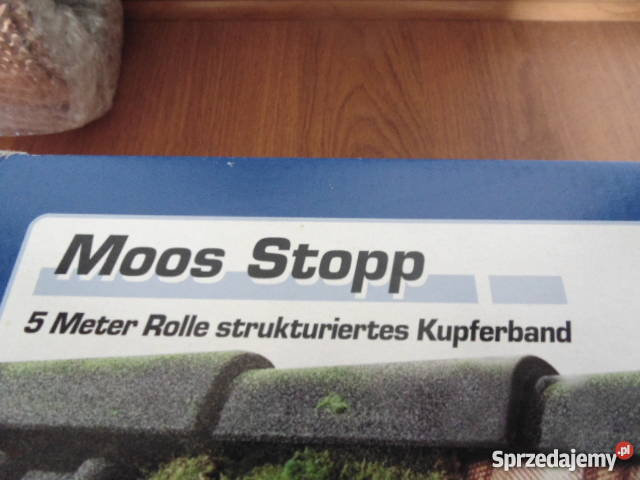 Moos Stopp
5 Meter Rolle strukturiertes Kupferband
Sprzedajemy.pl